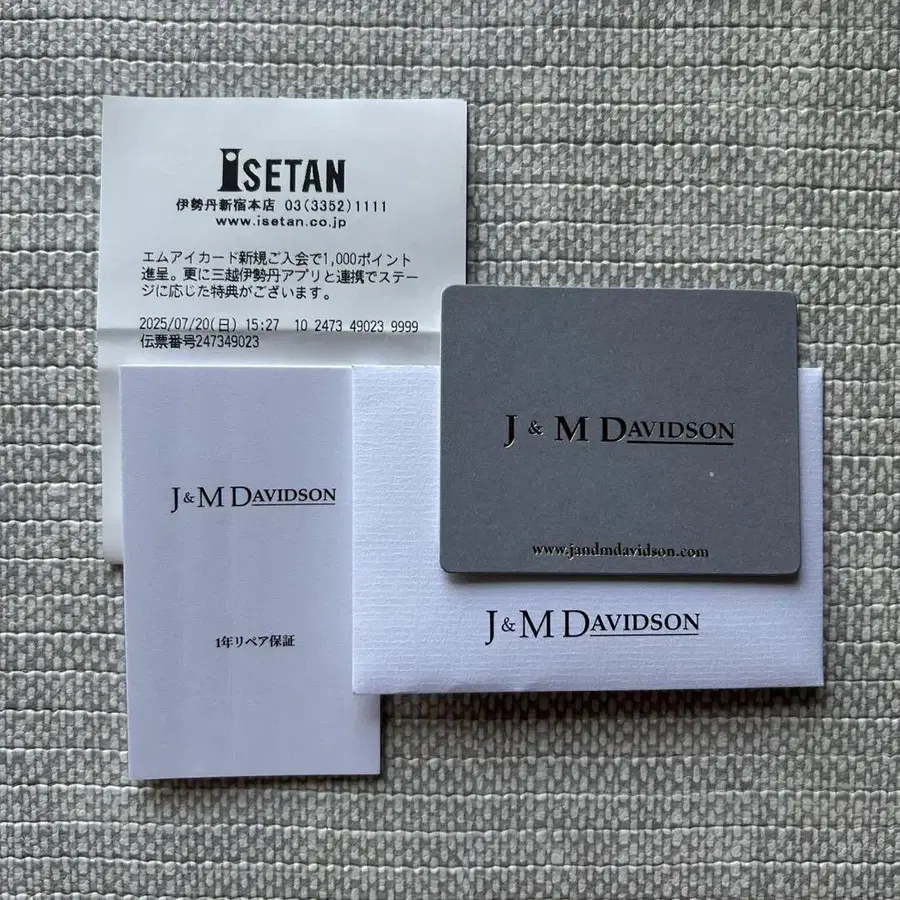 ISETAN
伊勢丹新宿本店 03(3352)1111
www.isetan.co.jp
エムアイカード新規ご入会で1,000ポイント
進呈。更に三越伊勢丹アプリと連携でステー
ジに応じた特典がございます。
2025/07/20(日) 15:27 10 2473 49023 9999
伝票番号247349023
J & M DAVIDSON
www.jandmdavidson.com
J & M DAVIDSON
1年リペア保証
J & M DAVIDSON